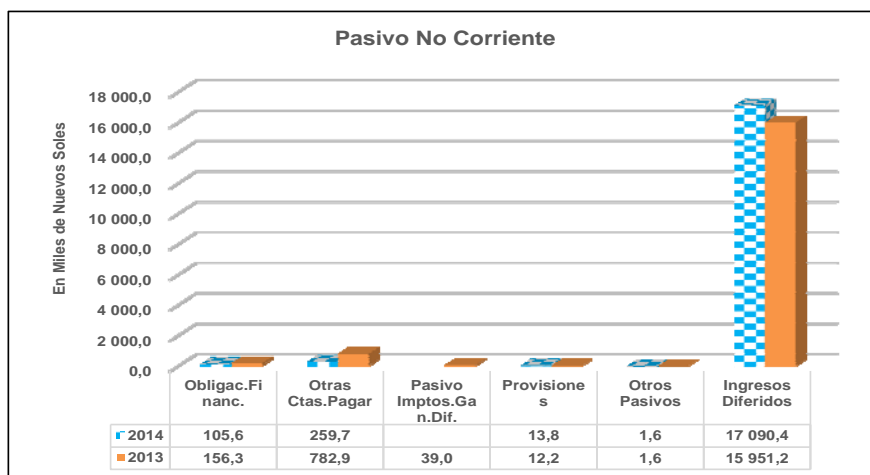 Pasivo No Corriente
En Miles de Nuevos Soles
18 000,0
16 000,0
14 000,0
12 000,0
10 000,0
8 000,0
6 000,0
4 000,0
2 000,0
0,0
Obligac.Fi
nanc.
Otras
Ctas.Pagar
Pasivo
Imptos.Ga
n.Dif.
Provisione
s
Otros
Pasivos
Ingresos
Diferidos
2014 105,6 259,7 13,8 1,6 17 090,4
2013 156,3 782,9 39,0 12,2 1,6 15 951,2